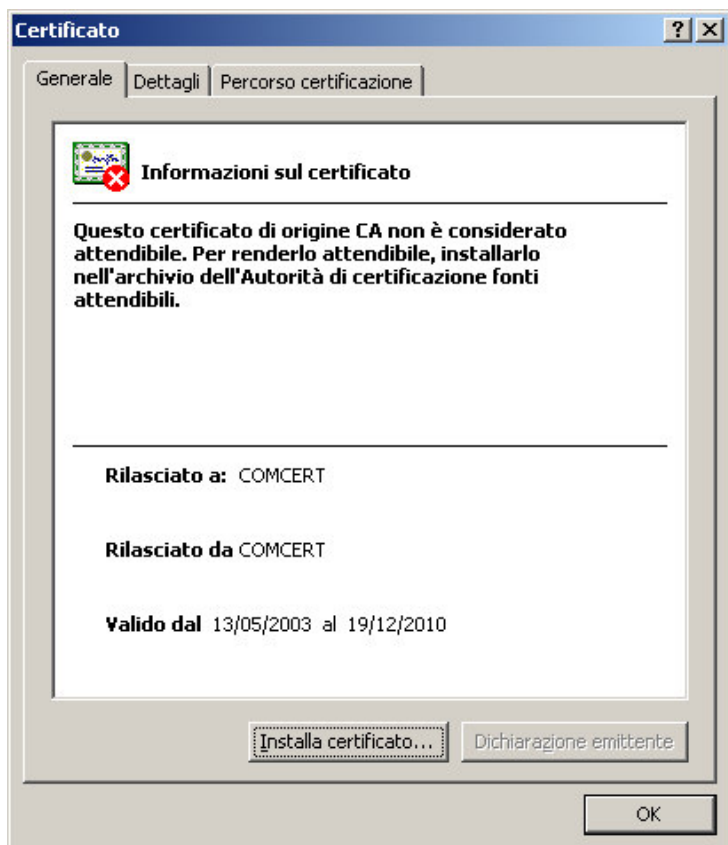 Certificato
Generale Dettagli Percorso certificazione
Informazioni sul certificato
Questo certificato di origine CA non è considerato
attendibile. Per renderlo attendibile, installarlo
nell'archivio dell'Autorità di certificazione fonti
attendibili.
Rilasciato a: COMCERT
Rilasciato da COMCERT
Valido dal 13/05/2003 al 19/12/2010
Installa certificato... Dichiarazione emittente
OK